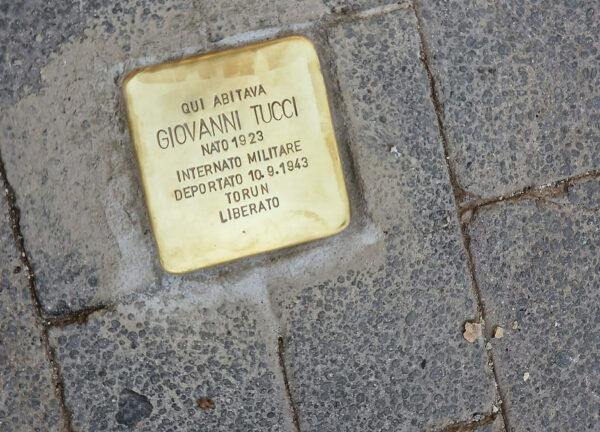 QUI ABITAVA
GIOVANNI TUCCI
NATO 1923
INTERNATO MILITARE
DEPORTATO 10.9.1943
TORUN
LIBERATO